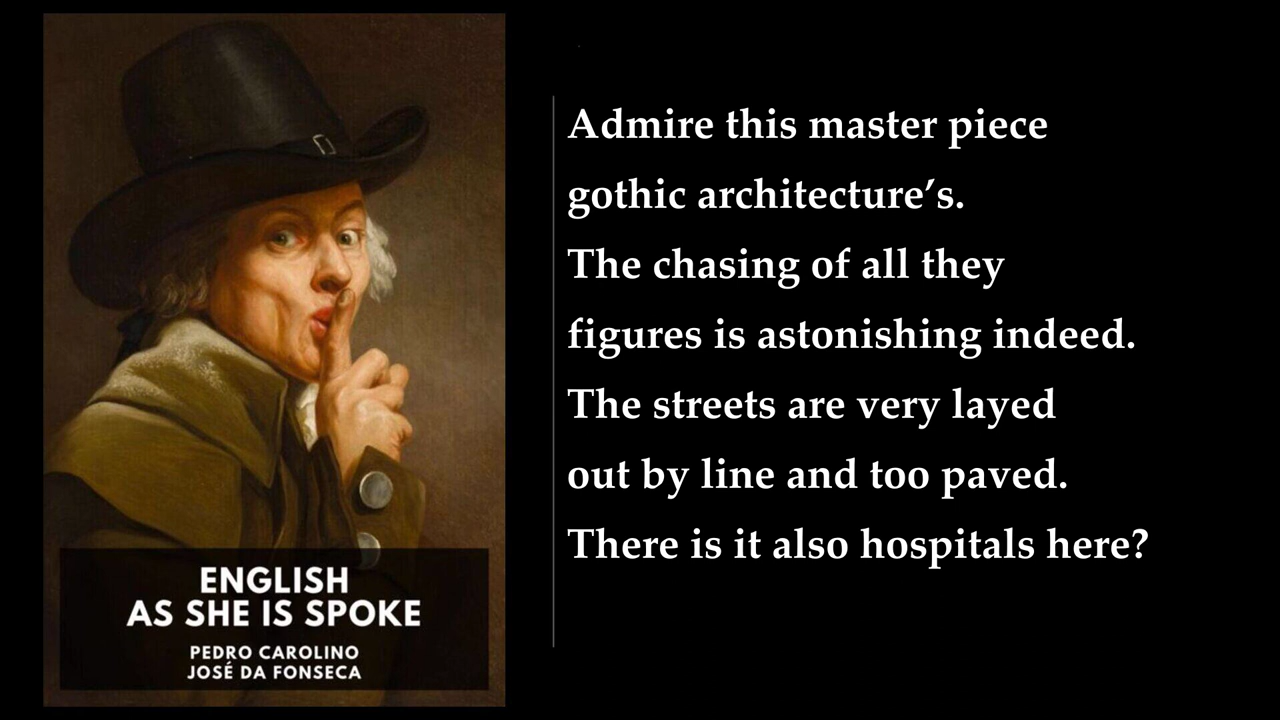 ENGLISH
AS SHE IS SPOKE
PEDRO CAROLINO
JOSÉ DA FONSECA
Admire this master piece
gothic architecture’s.
The chasing of all they
figures is astonishing indeed.
The streets are very layed
out by line and too paved.
There is it also hospitals here?